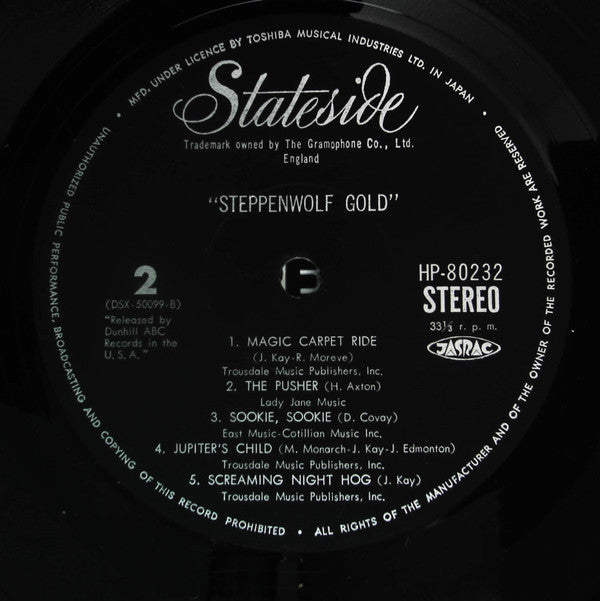 • MFD. UNDER LICENCE BY TOSHIBA MUSICAL INDUSTRIES LTD. IN JAPAN •
Stateside
Trademark owned by The Gramophone Co., Ltd.
England
"STEPPENWOLF GOLD"
2
(DSX-50099-B)
"Released by
Dunhill ABC
Records in the
U. S. A."
HP-80232
STEREO
33⅓ r. p. m.
JASRAC
1. MAGIC CARPET RIDE
(J. Kay-R. Moreve)
Trousdale Music Publishers, Inc.
2. THE PUSHER (H. Axton)
Lady Jane Music
3. SOOKIE, SOOKIE (D. Covay)
East Music-Cotillian Music Inc.
4. JUPITER'S CHILD (M. Monarch-J. Kay-J. Edmonton)
Trousdale Music Publishers, Inc.
5. SCREAMING NIGHT HOG (J. Kay)
Trousdale Music Publishers, Inc.
UNAUTHORIZED PUBLIC PERFORMANCE, BROADCASTING AND COPYING OF THIS RECORD PROHIBITED • ALL RIGHTS OF THE MANUFACTURER AND OF THE OWNER OF THE RECORDED WORK ARE RESERVED